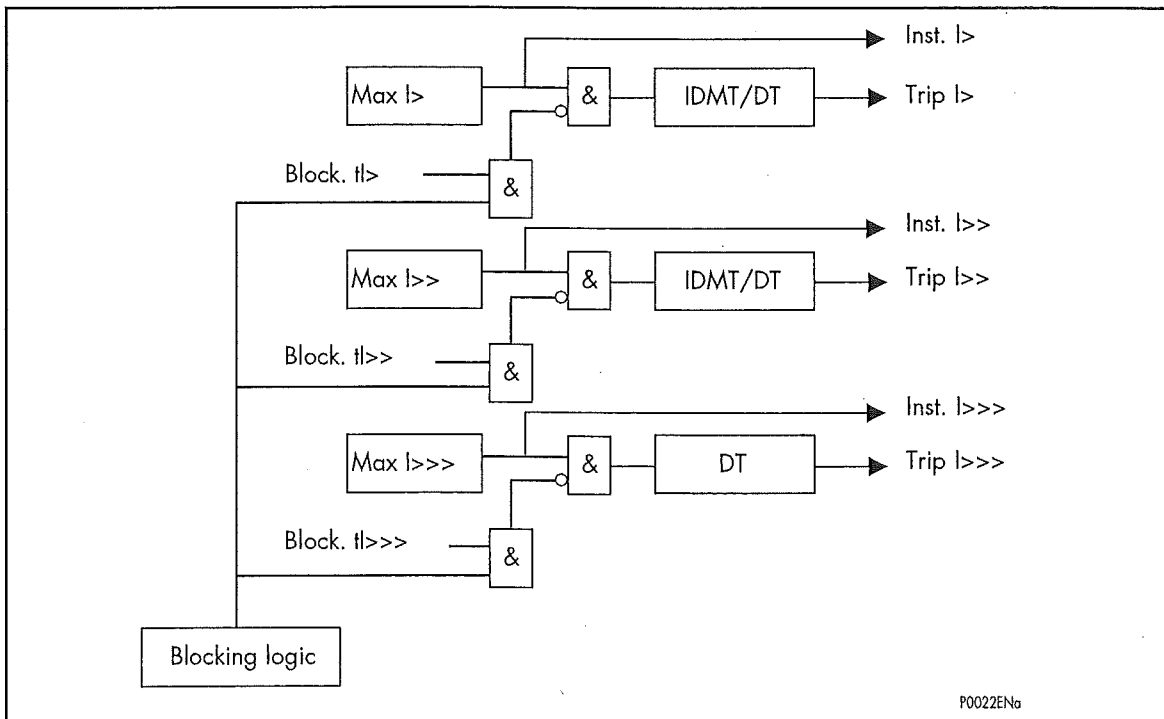 Inst. I>
Max I>
&
IDMT/DT
Trip I>
Block. tI>
&
Inst. I>>
Max I>>
&
IDMT/DT
Trip I>>
Block. tI>>
&
Inst. I>>>
Max I>>>
&
DT
Trip I>>>
Block. tI>>>
&
Blocking logic
P0022ENa